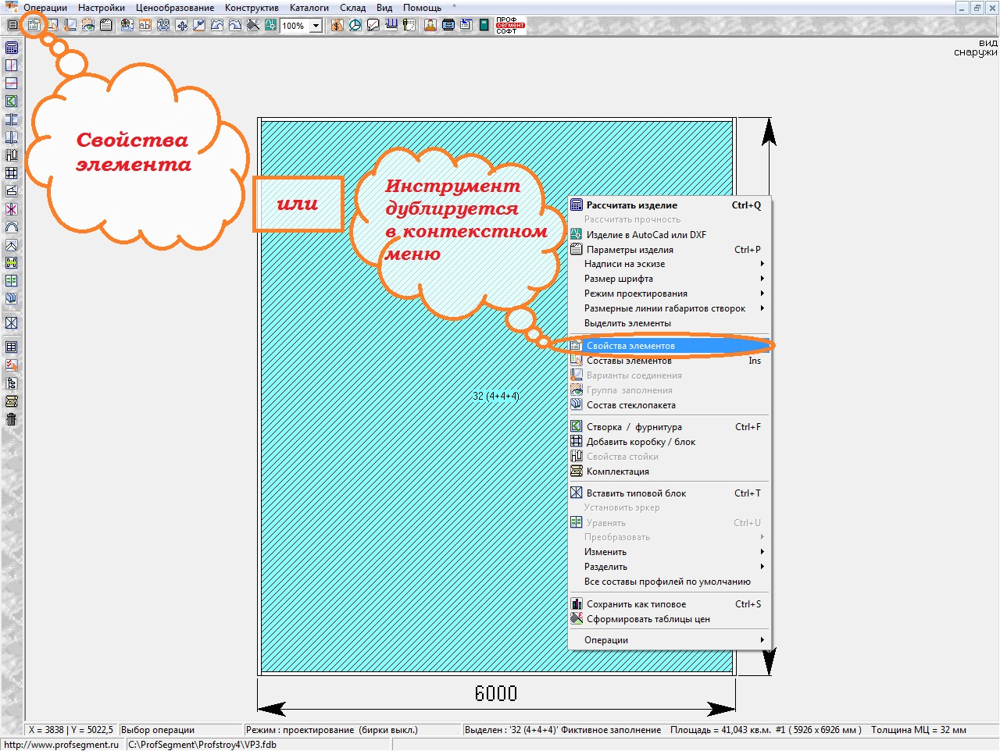 Операции Настройки Ценообразование Конструктив Каталоги Склад Вид Помощь *
100%
ПРОФ
сегмент
СОФТ
вид
снаружи
Свойства
элемента
или
Инструмент
дублируется
в контекстном
меню
Рассчитать изделие Ctrl+Q
Рассчитать прочность
Изделие в AutoCad или DXF
Параметры изделия Ctrl+P
Надписи на эскизе
Размер шрифта
Режим проектирования
Размерные линии габаритов створок
Выделить элементы
Свойства элементов
Составы элементов Ins
Варианты соединения
Группа заполнения
Состав стеклопакета
Створка / фурнитура Ctrl+F
Добавить коробку / блок
Свойства стойки
Комплектация
Вставить типовой блок Ctrl+T
Установить эркер
Уравнять Ctrl+U
Преобразовать
Изменить
Разделить
Все составы профилей по умолчанию
Сохранить как типовое Ctrl+S
Сформировать таблицы цен
Операции
32 (4+4+4)
6000
X = 3838 | Y = 5022,5 Выбор операции Режим : проектирование (бирки выкл.) Выделен : '32 (4+4+4)' Фиктивное заполнение Площадь = 41,043 кв.м. #1 ( 5926 x 6926 мм ) Толщина МЦ = 32 мм
http://www.profsegment.ru C:\ProfSegment\Profstroy4\VP3.fdb